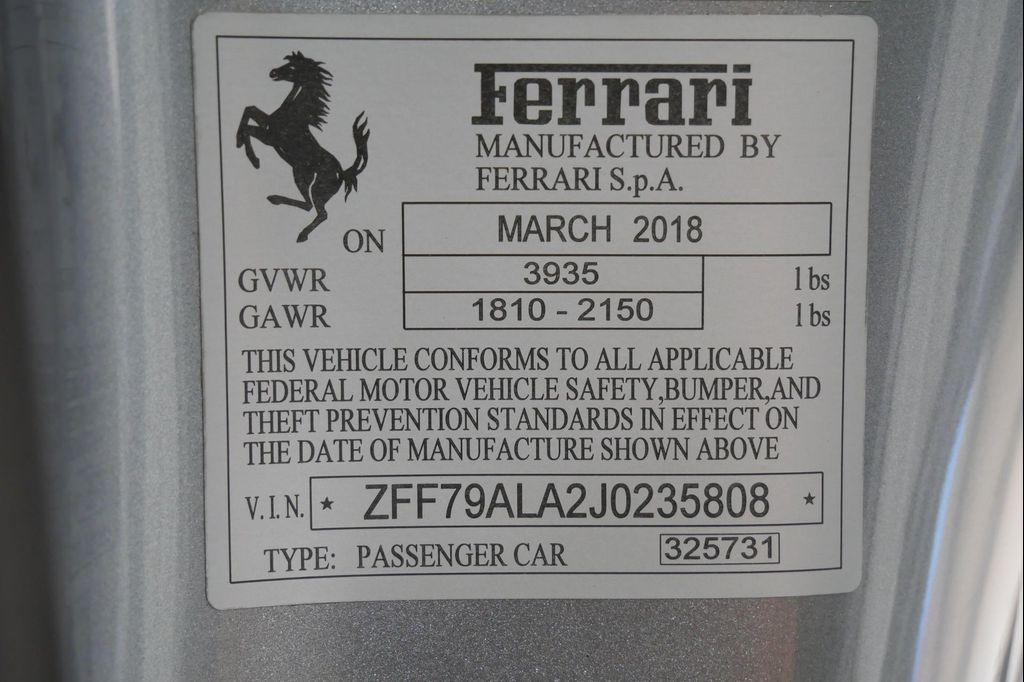 Ferrari
MANUFACTURED BY
FERRARI S.p.A.
ON MARCH 2018
GVWR 3935 lbs
GAWR 1810 - 2150 lbs
THIS VEHICLE CONFORMS TO ALL APPLICABLE
FEDERAL MOTOR VEHICLE SAFETY,BUMPER,AND
THEFT PREVENTION STANDARDS IN EFFECT ON
THE DATE OF MANUFACTURE SHOWN ABOVE
V.I.N. * ZFF79ALA2J0235808 *
TYPE: PASSENGER CAR 325731